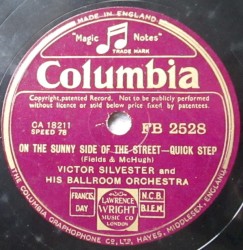 MADE IN ENGLAND
"Magic Notes"
TRADE MARK
Columbia
Copyright, patented Record. Not to be publicly performed
without licence or sold below price fixed by patentees.
CA 18211
SPEED 78
FB 2528
ON THE SUNNY SIDE OF THE STREET—QUICK STEP
(Fields & McHugh)
VICTOR SILVESTER and
HIS BALLROOM ORCHESTRA
FRANCIS
DAY
LAWRENCE
WRIGHT
MUSIC CO
LONDON
N.C.B.
B.I.E.M.
THE COLUMBIA GRAPHOPHONE CO., LTD., HAYES, MIDDLESEX, ENGLAND